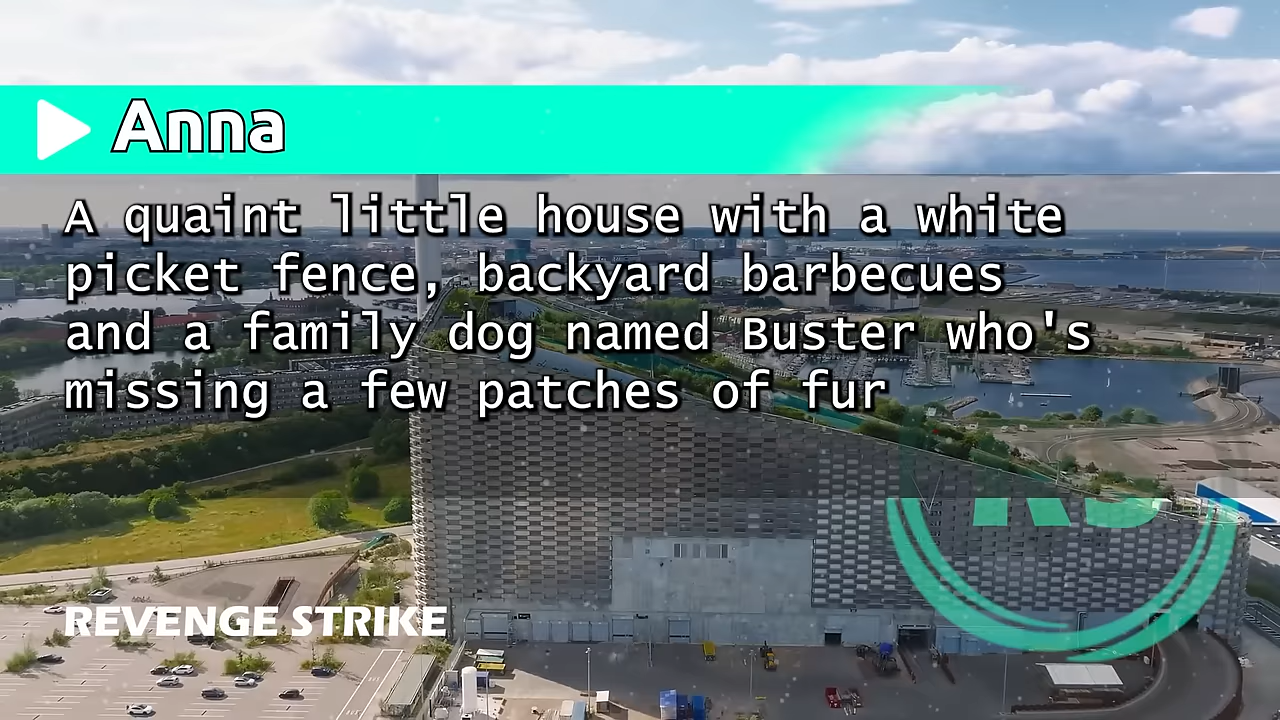 Anna
A quaint little house with a white
picket fence, backyard barbecues
and a family dog named Buster who's
missing a few patches of fur
REVENGE STRIKE